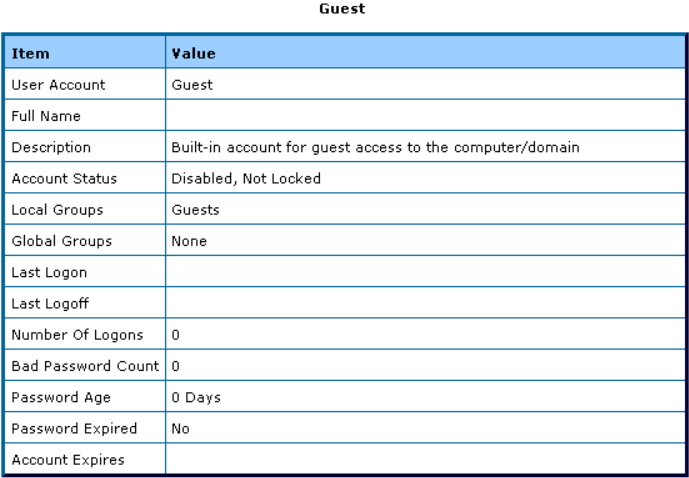 Guest
Item Value
User Account Guest
Full Name
Description Built-in account for guest access to the computer/domain
Account Status Disabled, Not Locked
Local Groups Guests
Global Groups None
Last Logon
Last Logoff
Number Of Logons 0
Bad Password Count 0
Password Age 0 Days
Password Expired No
Account Expires